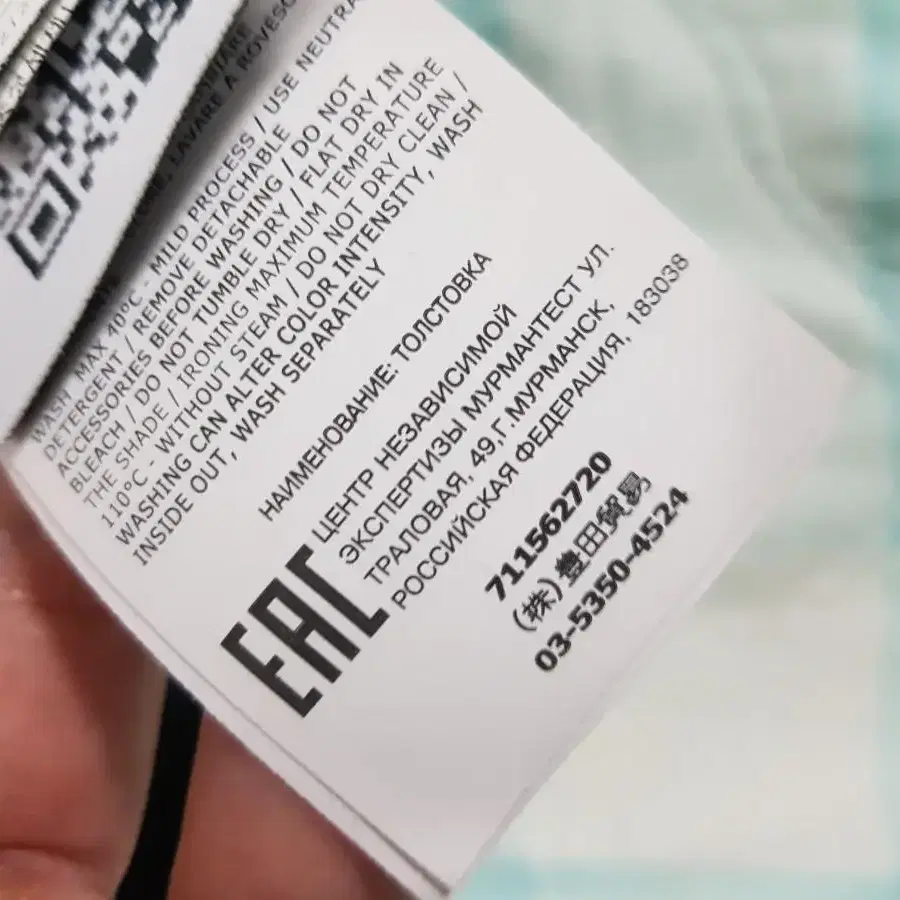 LAVARE A ROVESC
WASH MAX 40°C - MILD PROCESS / USE NEUTRA
DETERGENT / REMOVE DETACHABLE
ACCESSORIES BEFORE WASHING / DO NOT
BLEACH / DO NOT TUMBLE DRY / FLAT DRY IN
THE SHADE / IRONING MAXIMUM TEMPERATURE
110°C - WITHOUT STEAM / DO NOT DRY CLEAN /
WASHING CAN ALTER COLOR INTENSITY, WASH
INSIDE OUT, WASH SEPARATELY
НАИМЕНОВАНИЕ: ТОЛСТОВКА
ЦЕНТР НЕЗАВИСИМОЙ
ЭКСПЕРТИЗЫ МУРМАНТЕСТ УЛ.
ТРАЛОВАЯ, 49,Г.МУРМАНСК,
РОССИЙСКАЯ ФЕДЕРАЦИЯ, 183038
EAC
711562720
(株)豊田貿易
03-5350-4524